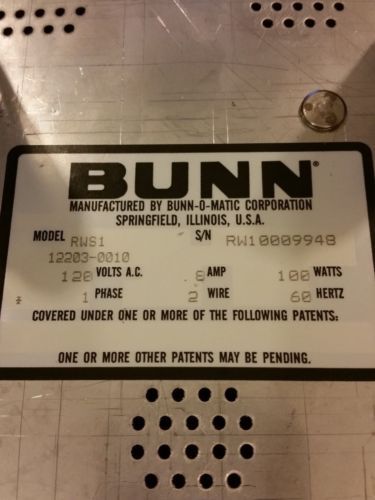 BUNN®
MANUFACTURED BY BUNN-O-MATIC CORPORATION
SPRINGFIELD, ILLINOIS, U.S.A.
MODEL RWS1 S/N RW10009948
12203-0010
120 VOLTS A.C. .8 AMP 100 WATTS
* 1 PHASE 2 WIRE 60 HERTZ
COVERED UNDER ONE OR MORE OF THE FOLLOWING PATENTS:
ONE OR MORE OTHER PATENTS MAY BE PENDING.